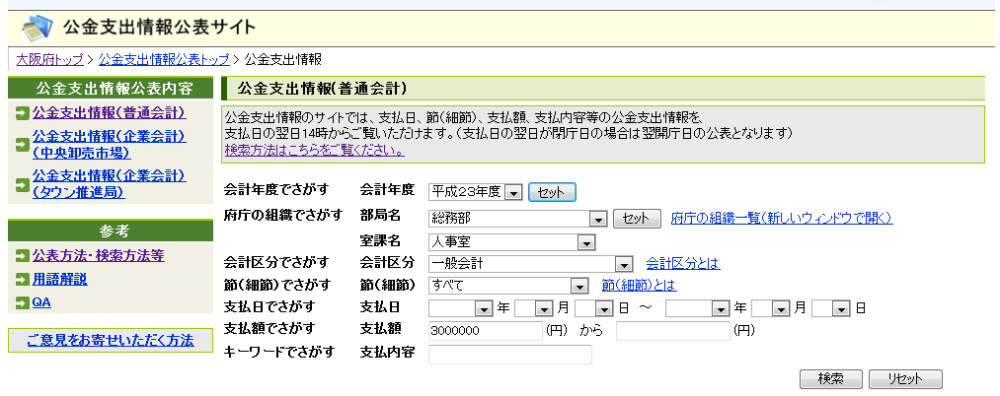 公金支出情報公表サイト
大阪府トップ > 公金支出情報公表トップ > 公金支出情報
公金支出情報公表内容
公金支出情報(普通会計)
公金支出情報(企業会計)
(中央卸売市場)
公金支出情報(企業会計)
(タウン推進局)
参考
公表方法・検索方法等
用語解説
QA
ご意見をお寄せいただく方法
公金支出情報(普通会計)
公金支出情報のサイトでは、支払日、節(細節)、支払額、支払内容等の公金支出情報を、
支払日の翌日14時からご覧いただけます。(支払日の翌日が閉庁日の場合は翌開庁日の公表となります)
検索方法はこちらをご覧ください。
会計年度でさがす 会計年度 平成23年度 セット
府庁の組織でさがす 部局名 総務部 セット 府庁の組織一覧(新しいウィンドウで開く)
室課名 人事室
会計区分でさがす 会計区分 一般会計 会計区分とは
節(細節)でさがす 節(細節) すべて 節(細節)とは
支払日でさがす 支払日 年 月 日 ～ 年 月 日
支払額でさがす 支払額 3000000 (円) から (円)
キーワードでさがす 支払内容
検索 リセット